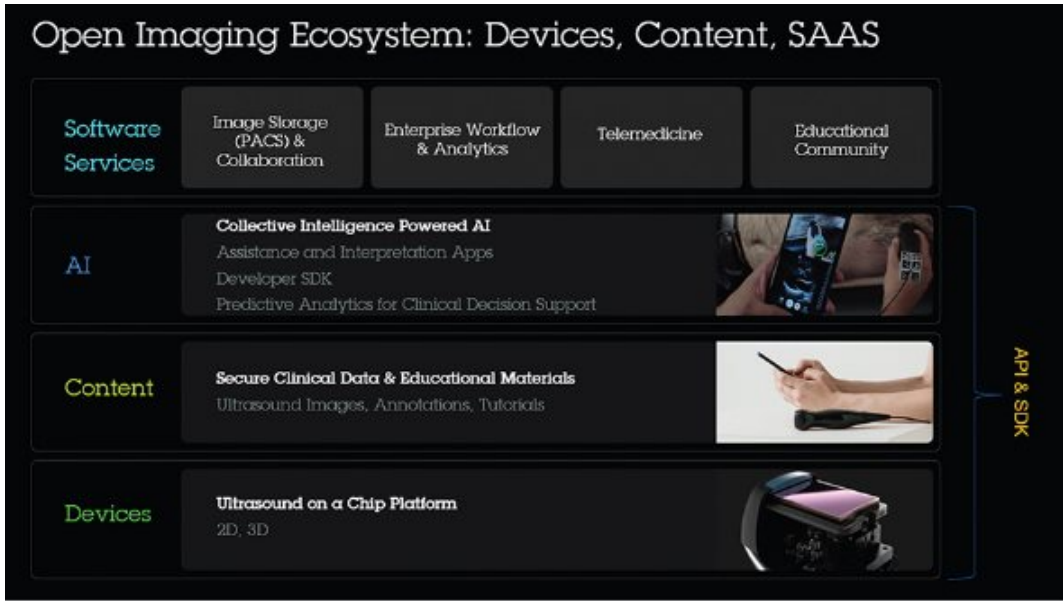 Open Imaging Ecosystem: Devices, Content, SAAS
Software
Services
Image Storage
(PACS) &
Collaboration
Enterprise Workflow
& Analytics
Telemedicine
Educational
Community
AI
Collective Intelligence Powered AI
Assistance and Interpretation Apps
Developer SDK
Predictive Analytics for Clinical Decision Support
Content
Secure Clinical Data & Educational Materials
Ultrasound Images, Annotations, Tutorials
Devices
Ultrasound on a Chip Platform
2D, 3D
API & SDK